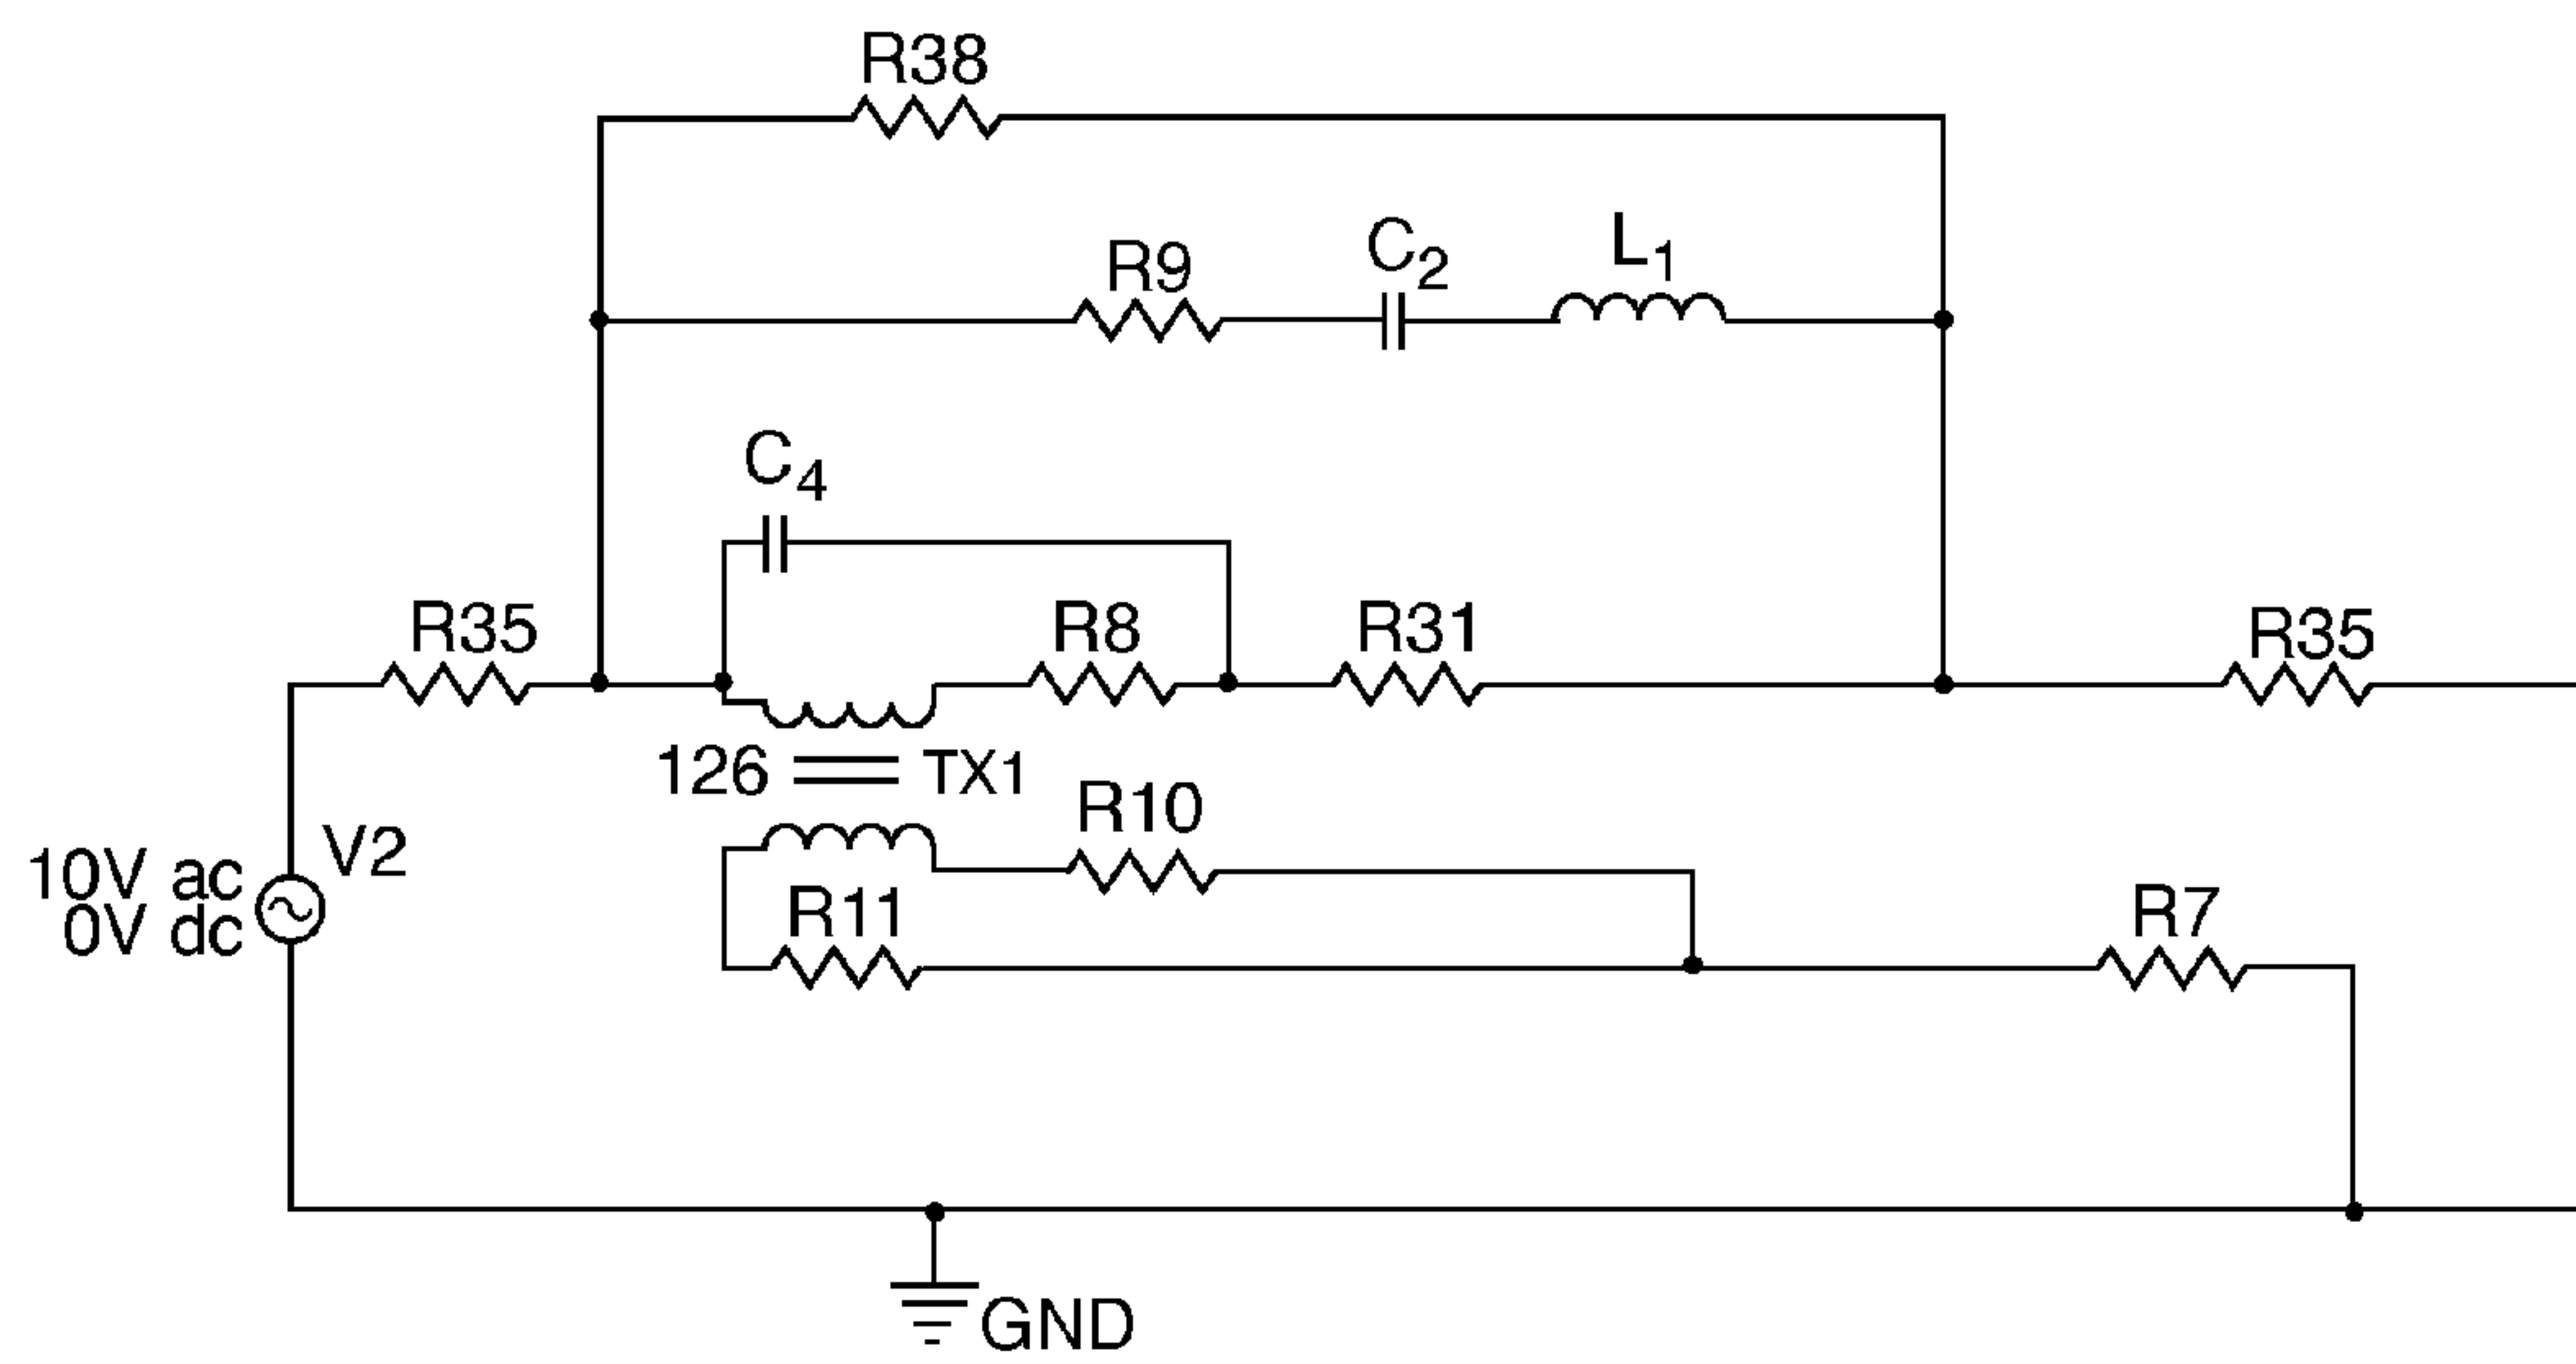 R38
R9
C2
L1
C4
R35
R8
R31
R35
126
TX1
R10
V2
10V ac
0V dc
R11
R7
GND